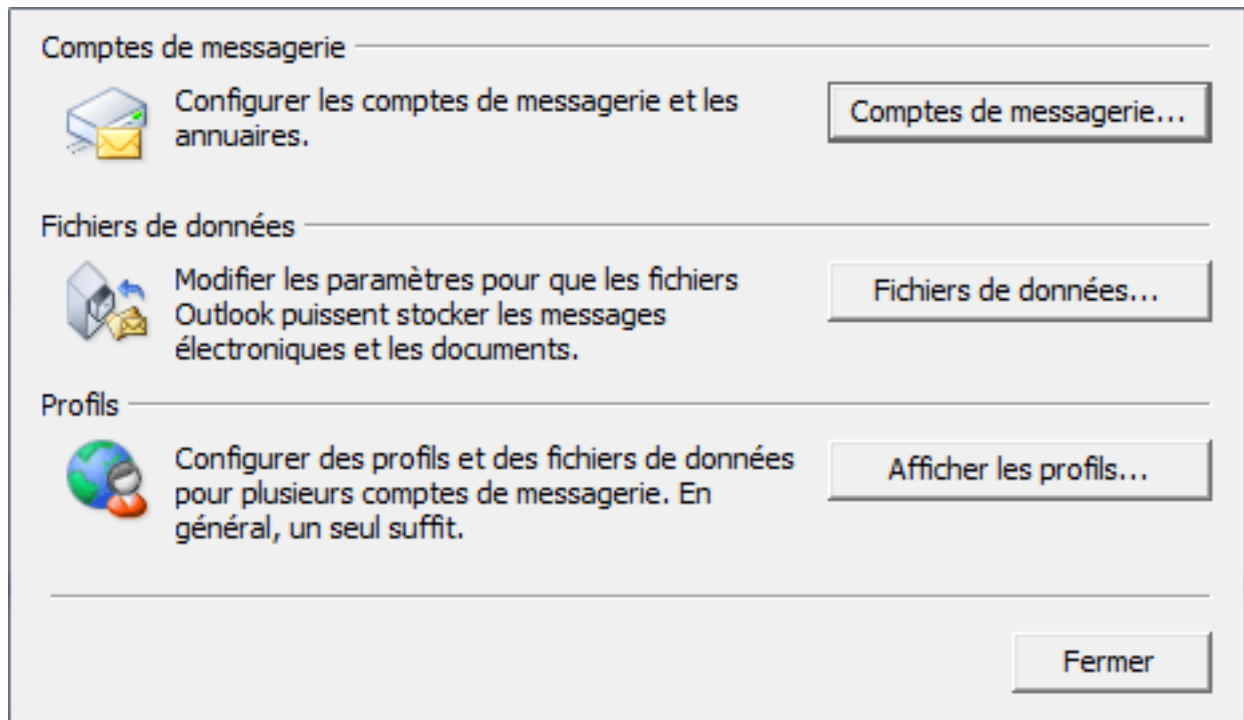 Comptes de messagerie
Configurer les comptes de messagerie et les
annuaires.
Comptes de messagerie...
Fichiers de données
Modifier les paramètres pour que les fichiers
Outlook puissent stocker les messages
électroniques et les documents.
Fichiers de données...
Profils
Configurer des profils et des fichiers de données
pour plusieurs comptes de messagerie. En
général, un seul suffit.
Afficher les profils...
Fermer